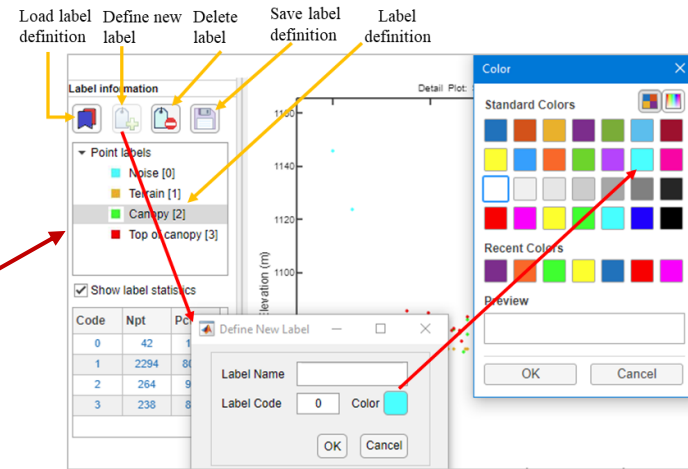 Load label
definition
Define new
label
Delete
label
Save label
definition
Label
definition
Label information
Point labels
Noise [0]
Terrain [1]
Canopy [2]
Top of canopy [3]
Show label statistics
Code Npt
0 42
1 2294
2 264
3 238
Detail Plot:
1160
1140
1120
1100
Elevation (m)
Define New Label
Label Name
Label Code 0 Color
OK Cancel
Color
Standard Colors
Recent Colors
Preview
OK Cancel